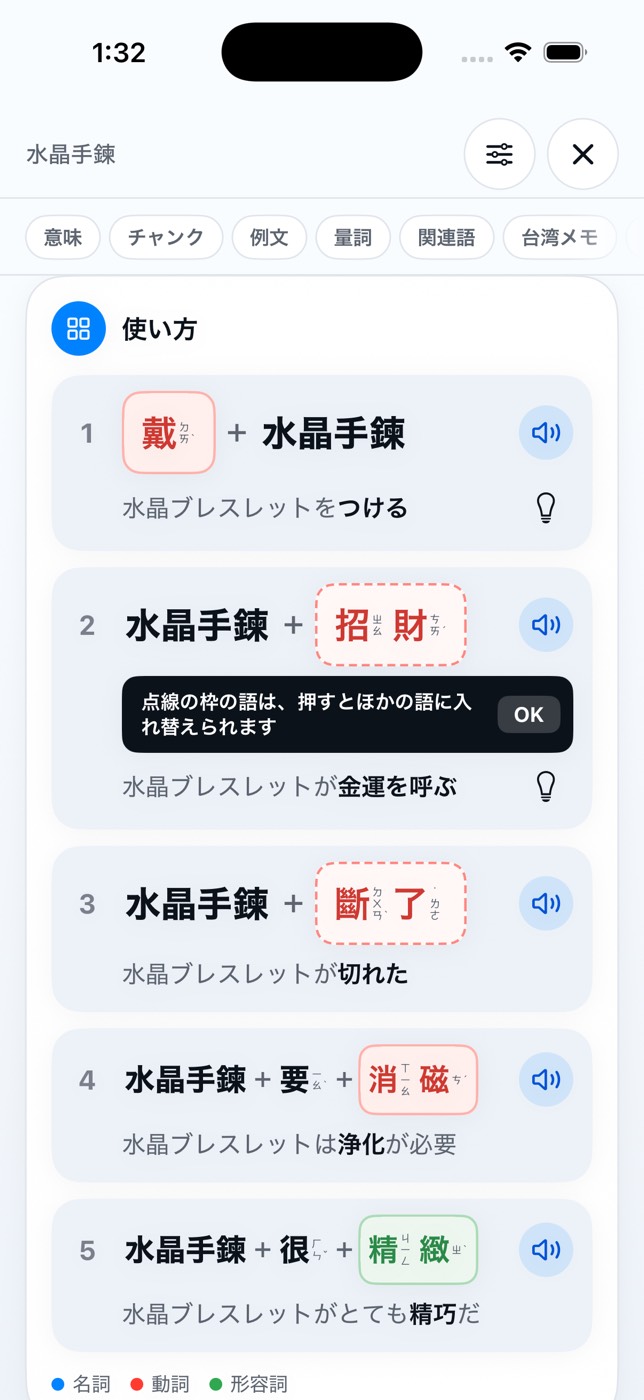 1:32
水晶手鍊
意味 チャンク 例文 量詞 関連語 台湾メモ
使い方
1 戴ㄉㄞˋ + 水晶手鍊
水晶ブレスレットをつける
2 水晶手鍊 + 招ㄓㄠ財ㄘㄞˊ
点線の枠の語は、押すとほかの語に入
れ替えられます OK
水晶ブレスレットが金運を呼ぶ
3 水晶手鍊 + 斷ㄉㄨㄢˋ了˙ㄌㄜ
水晶ブレスレットが切れた
4 水晶手鍊 + 要ㄧㄠˋ + 消ㄒㄧㄠ磁ㄘˊ
水晶ブレスレットは浄化が必要
5 水晶手鍊 + 很ㄏㄣˇ + 精ㄐㄧㄥ緻ㄓˋ
水晶ブレスレットがとても精巧だ
名詞 動詞 形容詞